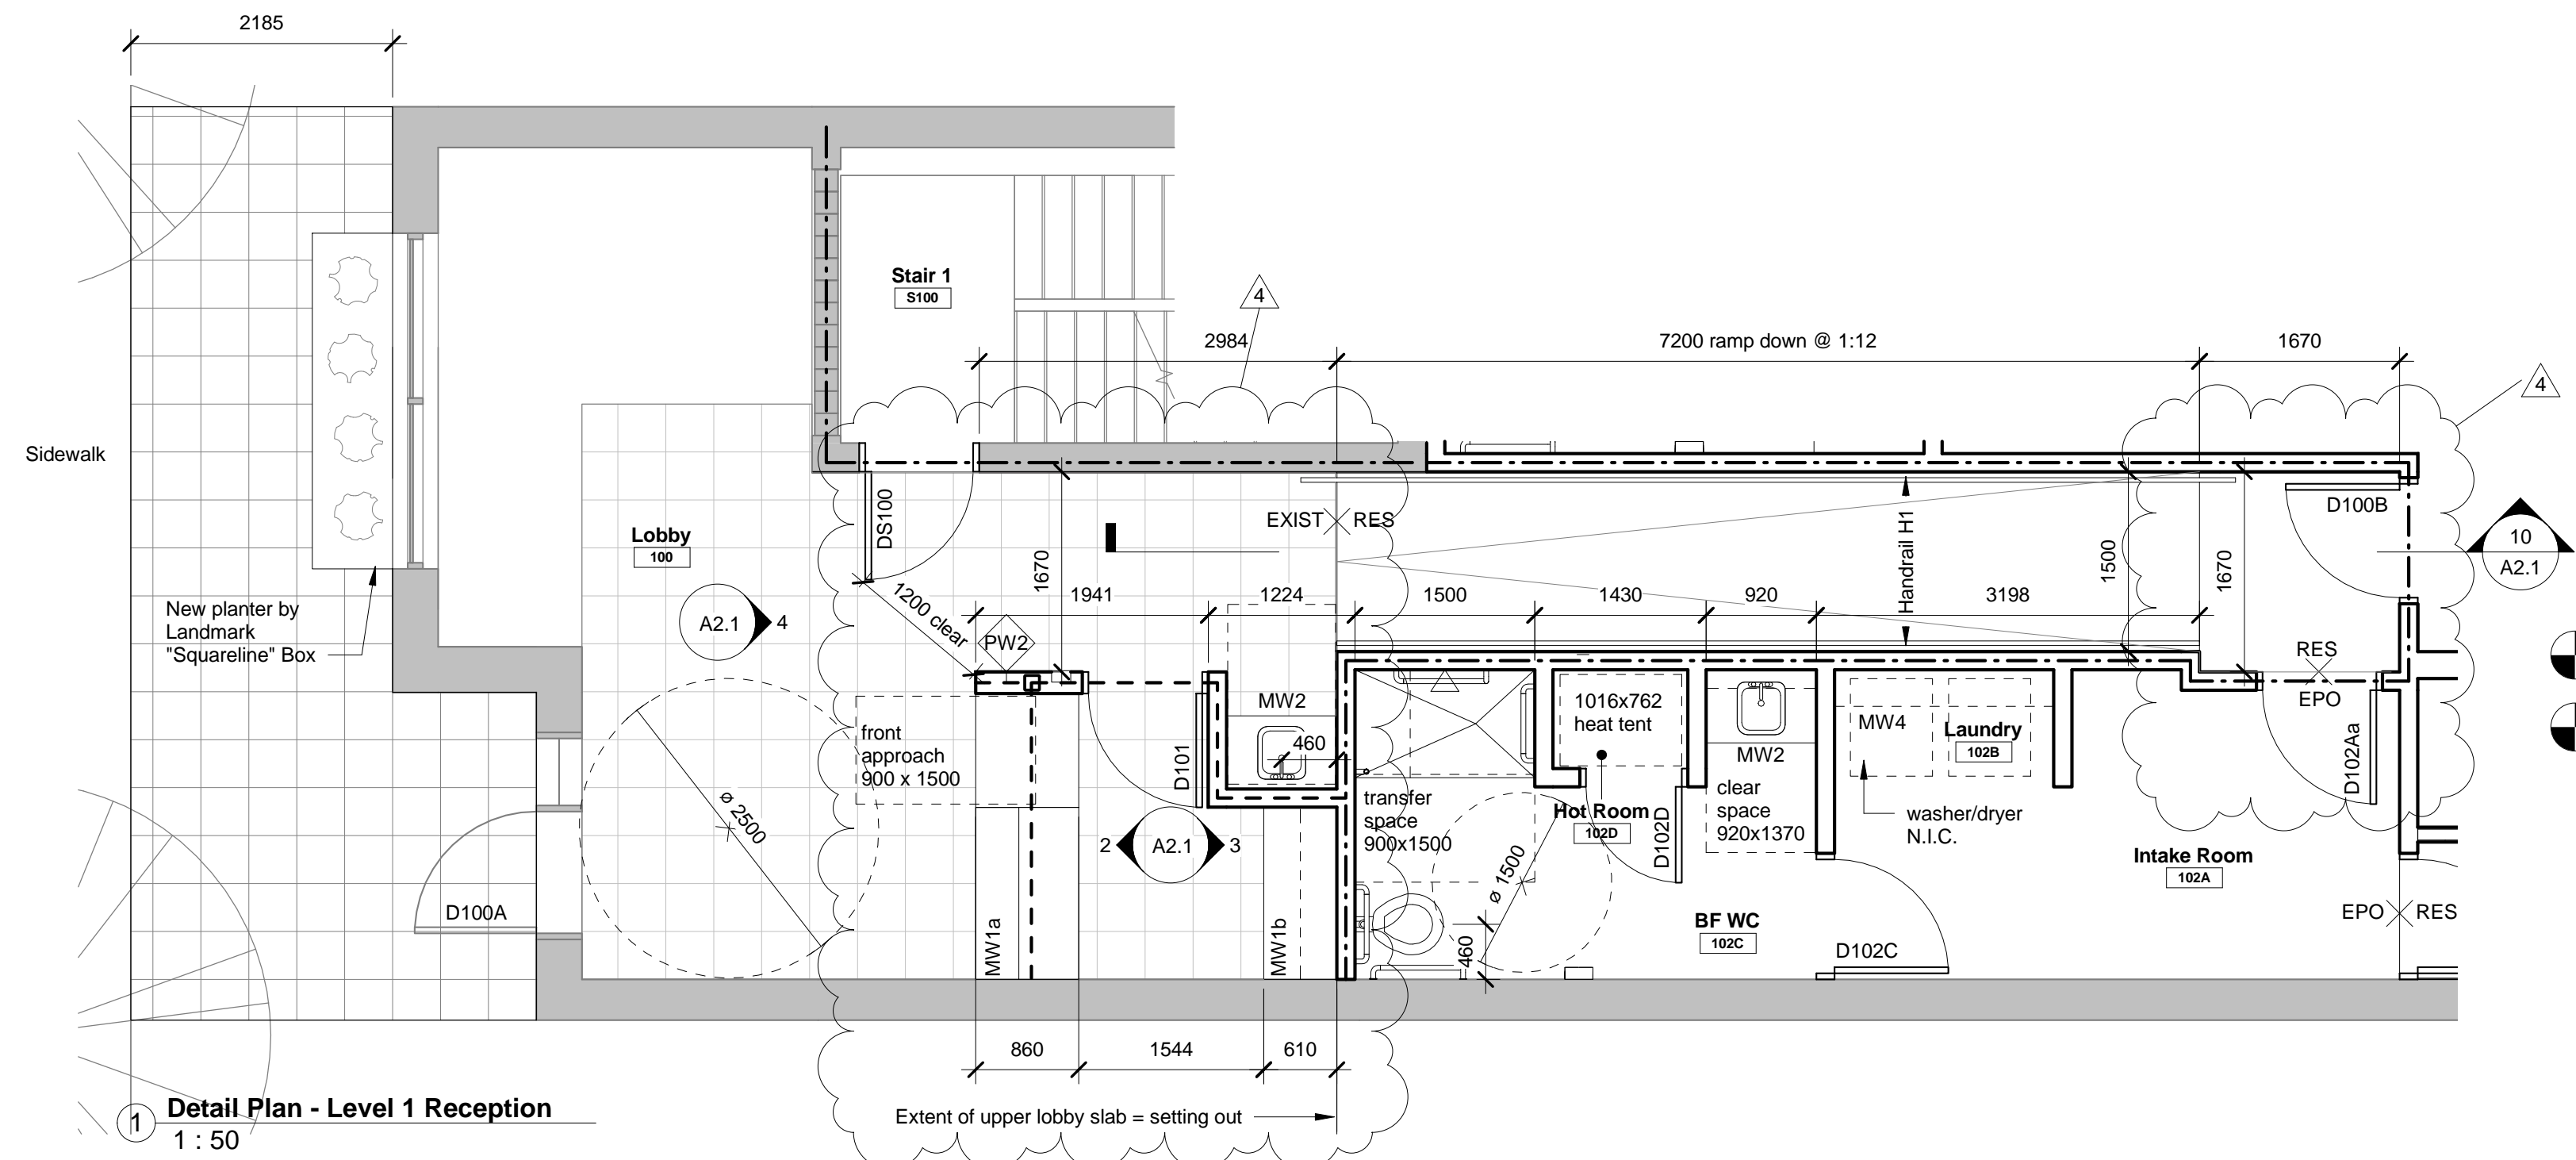 2185
Sidewalk
New planter by
Landmark
"Squareline" Box
Stair 1
S100
4
2984
7200 ramp down @ 1:12
1670
4
Lobby
100
DS100
EXIST
RES
Handrail H1
1500
1670
D100B
10
A2.1
1670
1941
1224
1500
1430
920
3198
1200 clear
PW2
A2.1
4
RES
EPO
front
approach
900 x 1500
ø 2500
D100A
D101
MW2
460
1016x762
heat tent
MW2
MW4
Laundry
102B
washer/dryer
N.I.C.
D102Aa
transfer
space
900x1500
Hot Room
102D
D102D
clear
space
920x1370
ø 1500
2
A2.1
3
Intake Room
102A
MW1a
MW1b
460
BF WC
102C
D102C
EPO
RES
860
1544
610
Extent of upper lobby slab = setting out
1
Detail Plan - Level 1 Reception
1 : 50